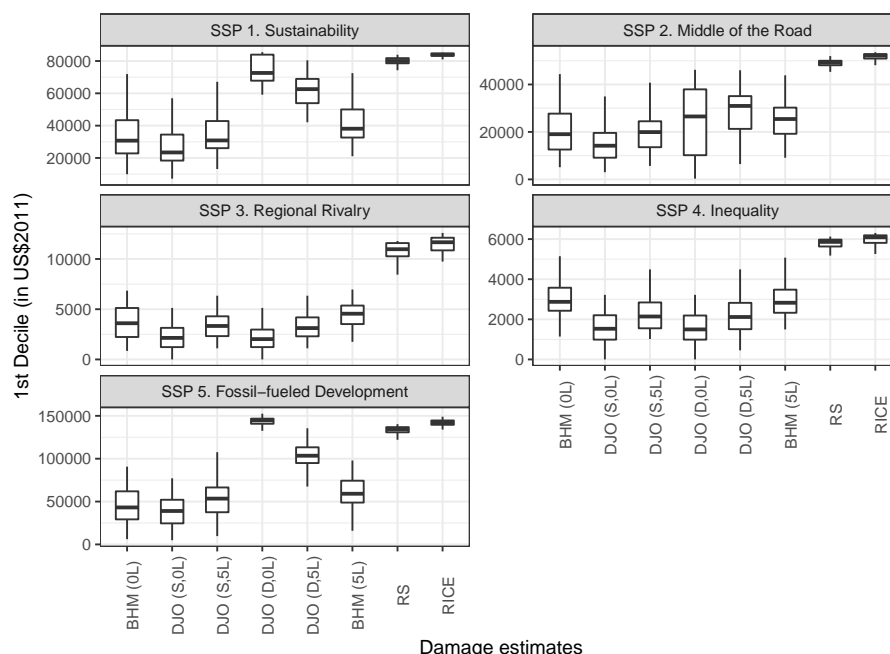 SSP 1. Sustainability
SSP 2. Middle of the Road
80000
60000
40000
20000
40000
20000
0
SSP 3. Regional Rivalry
SSP 4. Inequality
10000
5000
0
6000
4000
2000
0
SSP 5. Fossil−fueled Development
150000
100000
50000
0
1st Decile (in US$2011)
BHM (0L)
DJO (S,0L)
DJO (S,5L)
DJO (D,0L)
DJO (D,5L)
BHM (5L)
RS
RICE
BHM (0L)
DJO (S,0L)
DJO (S,5L)
DJO (D,0L)
DJO (D,5L)
BHM (5L)
RS
RICE
Damage estimates